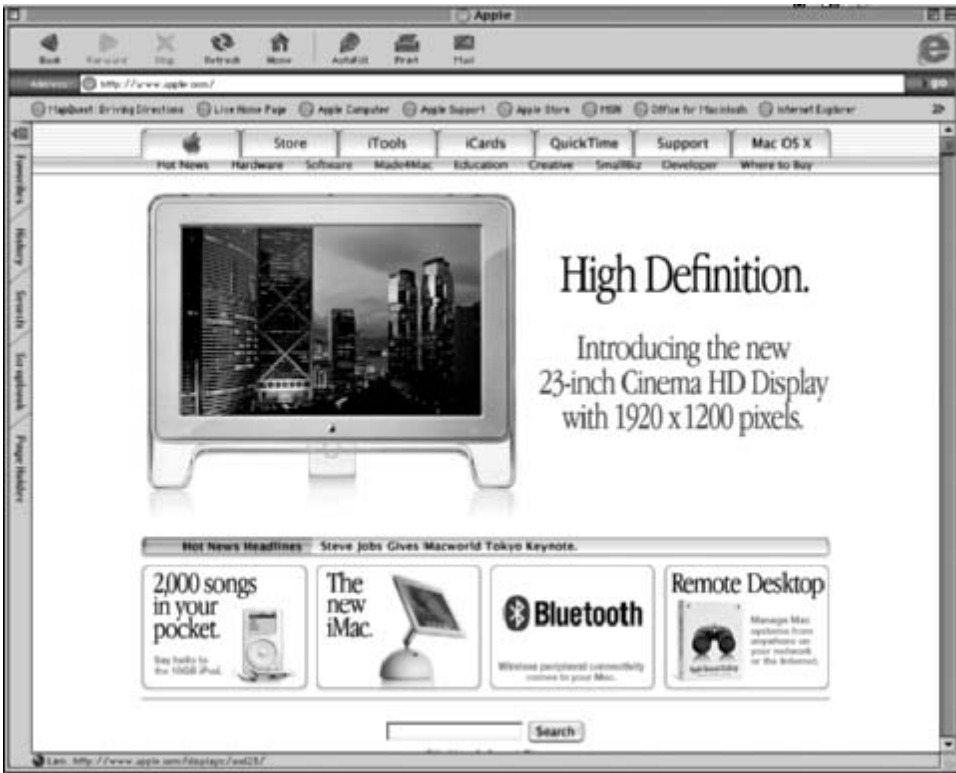 Apple
Back Forward Stop Refresh Home AutoFill Print Mail
Address: http://www.apple.com/ go
MapQuest: Driving Directions Live Home Page Apple Computer Apple Support Apple Store MSN Office for Macintosh Internet Explorer
Favorites
History
Search
Scrapbook
Page Holder
Store iTools iCards QuickTime Support Mac OS X
Hot News Hardware Software Made4Mac Education Creative SmallBiz Developer Where to Buy
High Definition.
Introducing the new
23-inch Cinema HD Display
with 1920 x 1200 pixels.
Hot News Headlines Steve Jobs Gives Macworld Tokyo Keynote.
2,000 songs
in your
pocket.
Say hello to
the 10GB iPod.
The
new
iMac.
Bluetooth
Wireless peripheral connectivity
comes to your Mac.
Remote Desktop
Manage Mac
systems from
anywhere on
your network
or the Internet.
Search